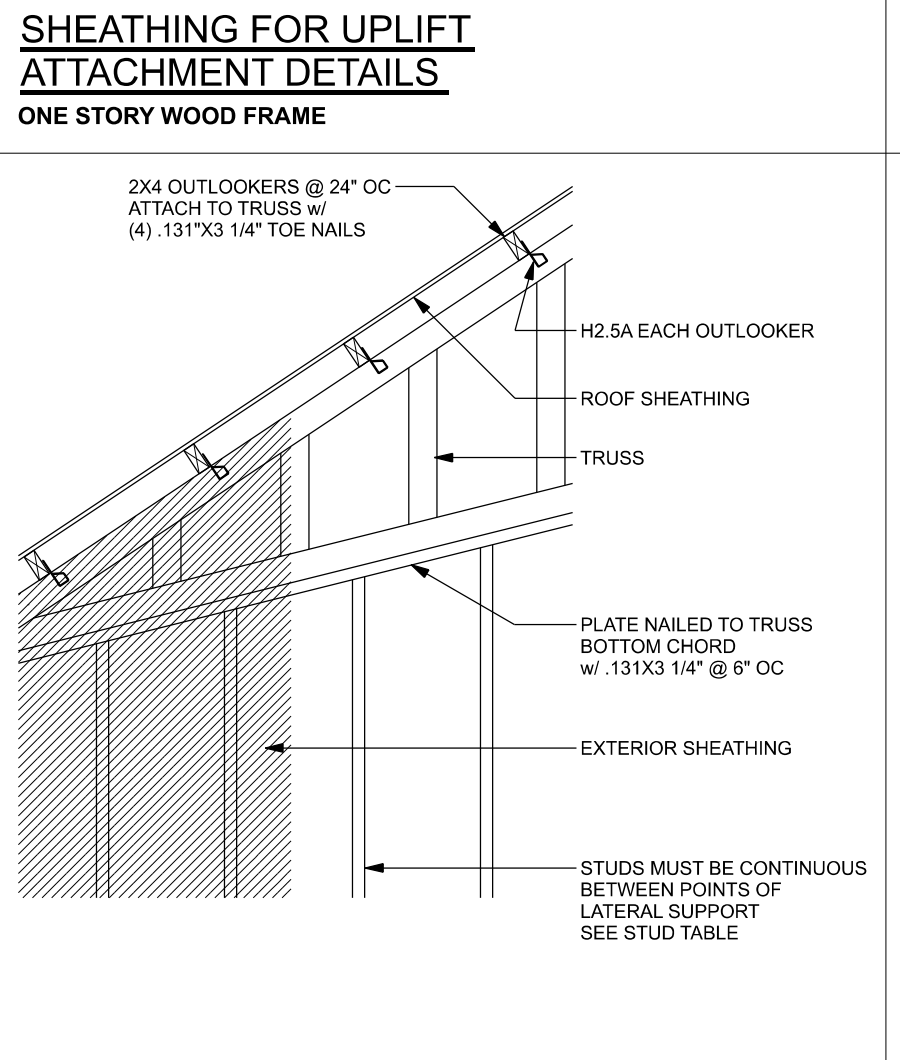 SHEATHING FOR UPLIFT
ATTACHMENT DETAILS
ONE STORY WOOD FRAME
2X4 OUTLOOKERS @ 24" OC
ATTACH TO TRUSS w/
(4) .131"X3 1/4" TOE NAILS
H2.5A EACH OUTLOOKER
ROOF SHEATHING
TRUSS
PLATE NAILED TO TRUSS
BOTTOM CHORD
w/ .131X3 1/4" @ 6" OC
EXTERIOR SHEATHING
STUDS MUST BE CONTINUOUS
BETWEEN POINTS OF
LATERAL SUPPORT
SEE STUD TABLE